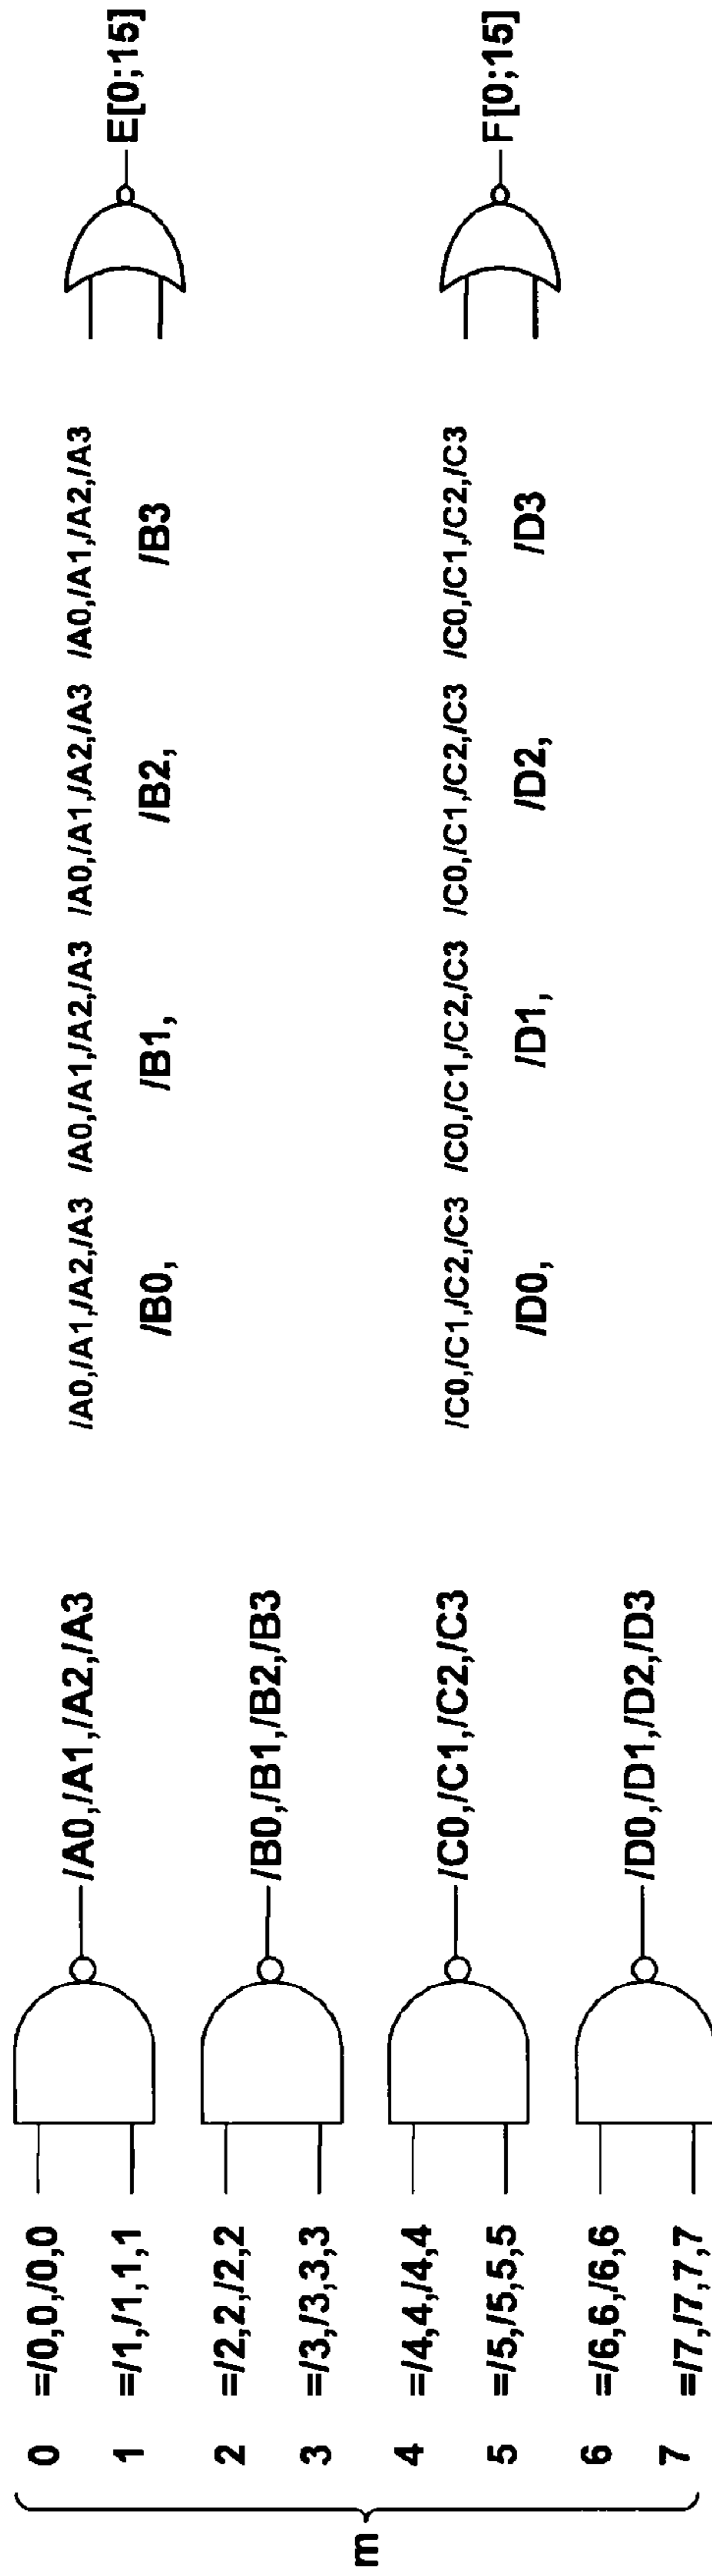 m
0 =/0,0,/0,0
1 =/1,/1,1,1
2 =/2,2,/2,2
3 =/3,/3,3,3
4 =/4,4,/4,4
5 =/5,/5,5,5
6 =/6,6,/6,6
7 =/7,/7,7,7
/A0,/A1,/A2,/A3
/B0,/B1,/B2,/B3
/C0,/C1,/C2,/C3
/D0,/D1,/D2,/D3
/A0,/A1,/A2,/A3 /A0,/A1,/A2,/A3 /A0,/A1,/A2,/A3 /A0,/A1,/A2,/A3
/B0, /B1, /B2, /B3
/C0,/C1,/C2,/C3 /C0,/C1,/C2,/C3 /C0,/C1,/C2,/C3 /C0,/C1,/C2,/C3
/D0, /D1, /D2, /D3
E[0;15]
F[0;15]